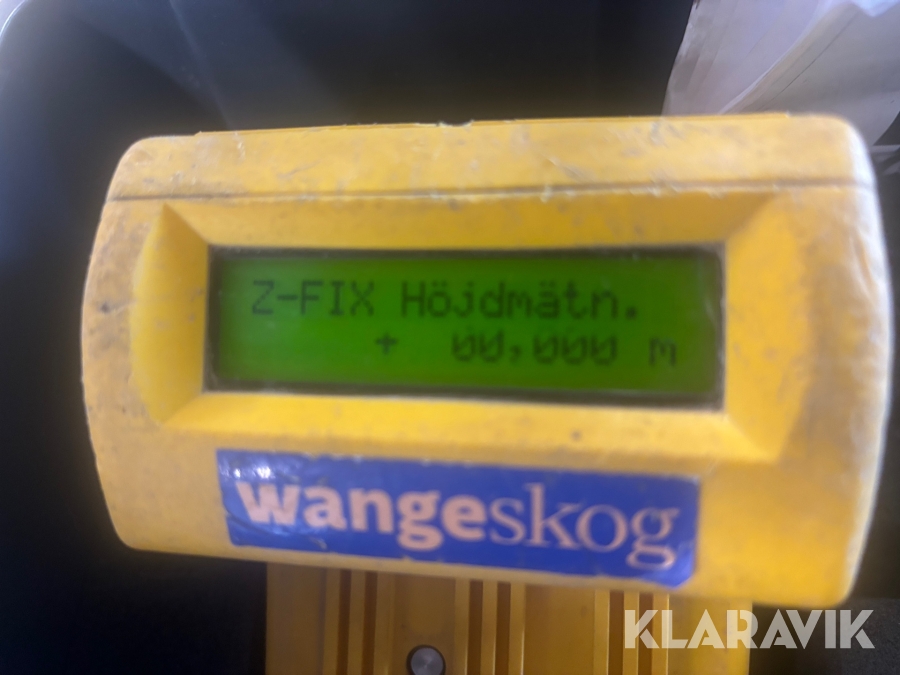 Z-FIX Höjdmätn.
+ 00,000 m
wangeskog
KLARAVIK